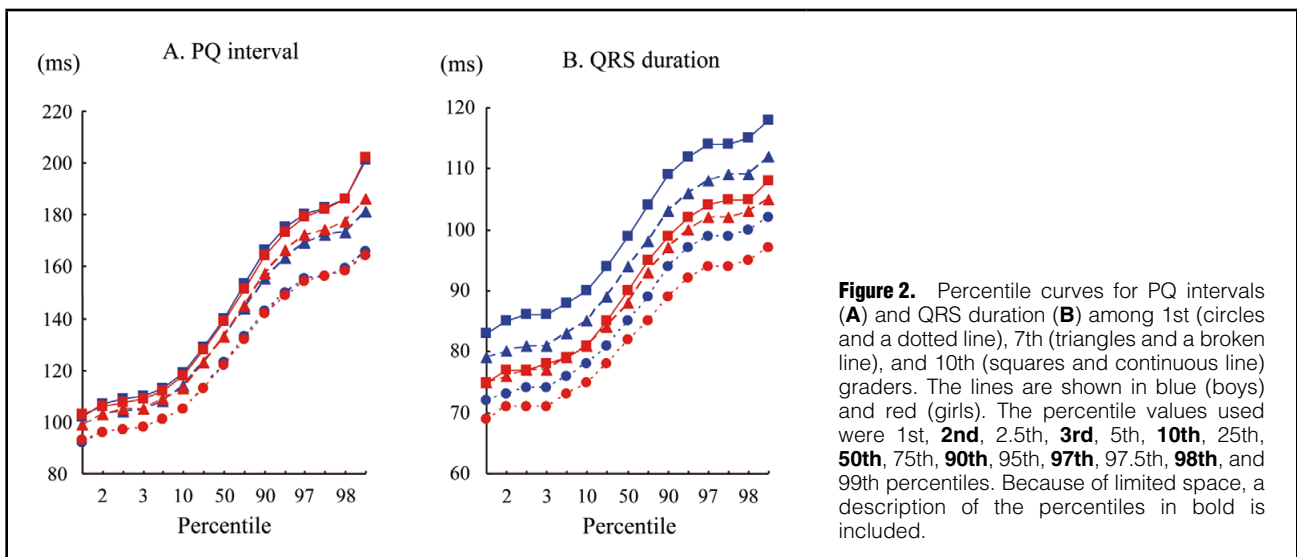 A. PQ interval
(ms)
220
200
180
160
140
120
100
80
2 3 10 50 90 97 98
Percentile
B. QRS duration
(ms)
120
110
100
90
80
70
60
2 3 10 50 90 97 98
Percentile
Figure 2. Percentile curves for PQ intervals
(A) and QRS duration (B) among 1st (circles
and a dotted line), 7th (triangles and a broken
line), and 10th (squares and continuous line)
graders. The lines are shown in blue (boys)
and red (girls). The percentile values used
were 1st, 2nd, 2.5th, 3rd, 5th, 10th, 25th,
50th, 75th, 90th, 95th, 97th, 97.5th, 98th, and
99th percentiles. Because of limited space, a
description of the percentiles in bold is
included.